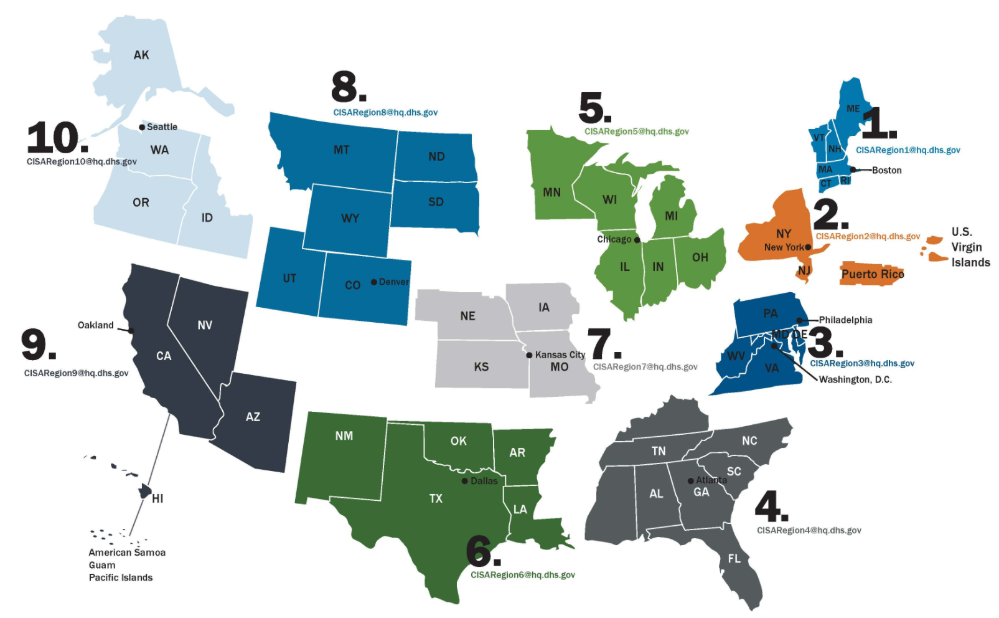 AK
10.
CISARegion10@hq.dhs.gov
Seattle
WA
OR
ID
8.
CISARegion8@hq.dhs.gov
MT
ND
SD
WY
UT
CO
Denver
5.
CISARegion5@hq.dhs.gov
MN
WI
MI
Chicago
IL
IN
OH
1.
CISARegion1@hq.dhs.gov
ME
VT
NH
MA
Boston
CT
RI
2.
CISARegion2@hq.dhs.gov
NY
New York
NJ
Puerto Rico
U.S.
Virgin
Islands
9.
CISARegion9@hq.dhs.gov
Oakland
NV
CA
AZ
HI
American Samoa
Guam
Pacific Islands
7.
CISARegion7@hq.dhs.gov
NE
IA
KS
Kansas City
MO
3.
CISARegion3@hq.dhs.gov
PA
Philadelphia
MD
DE
WV
VA
Washington, D.C.
NM
OK
AR
Dallas
TX
LA
6.
CISARegion6@hq.dhs.gov
TN
NC
SC
Atlanta
AL
GA
FL
4.
CISARegion4@hq.dhs.gov